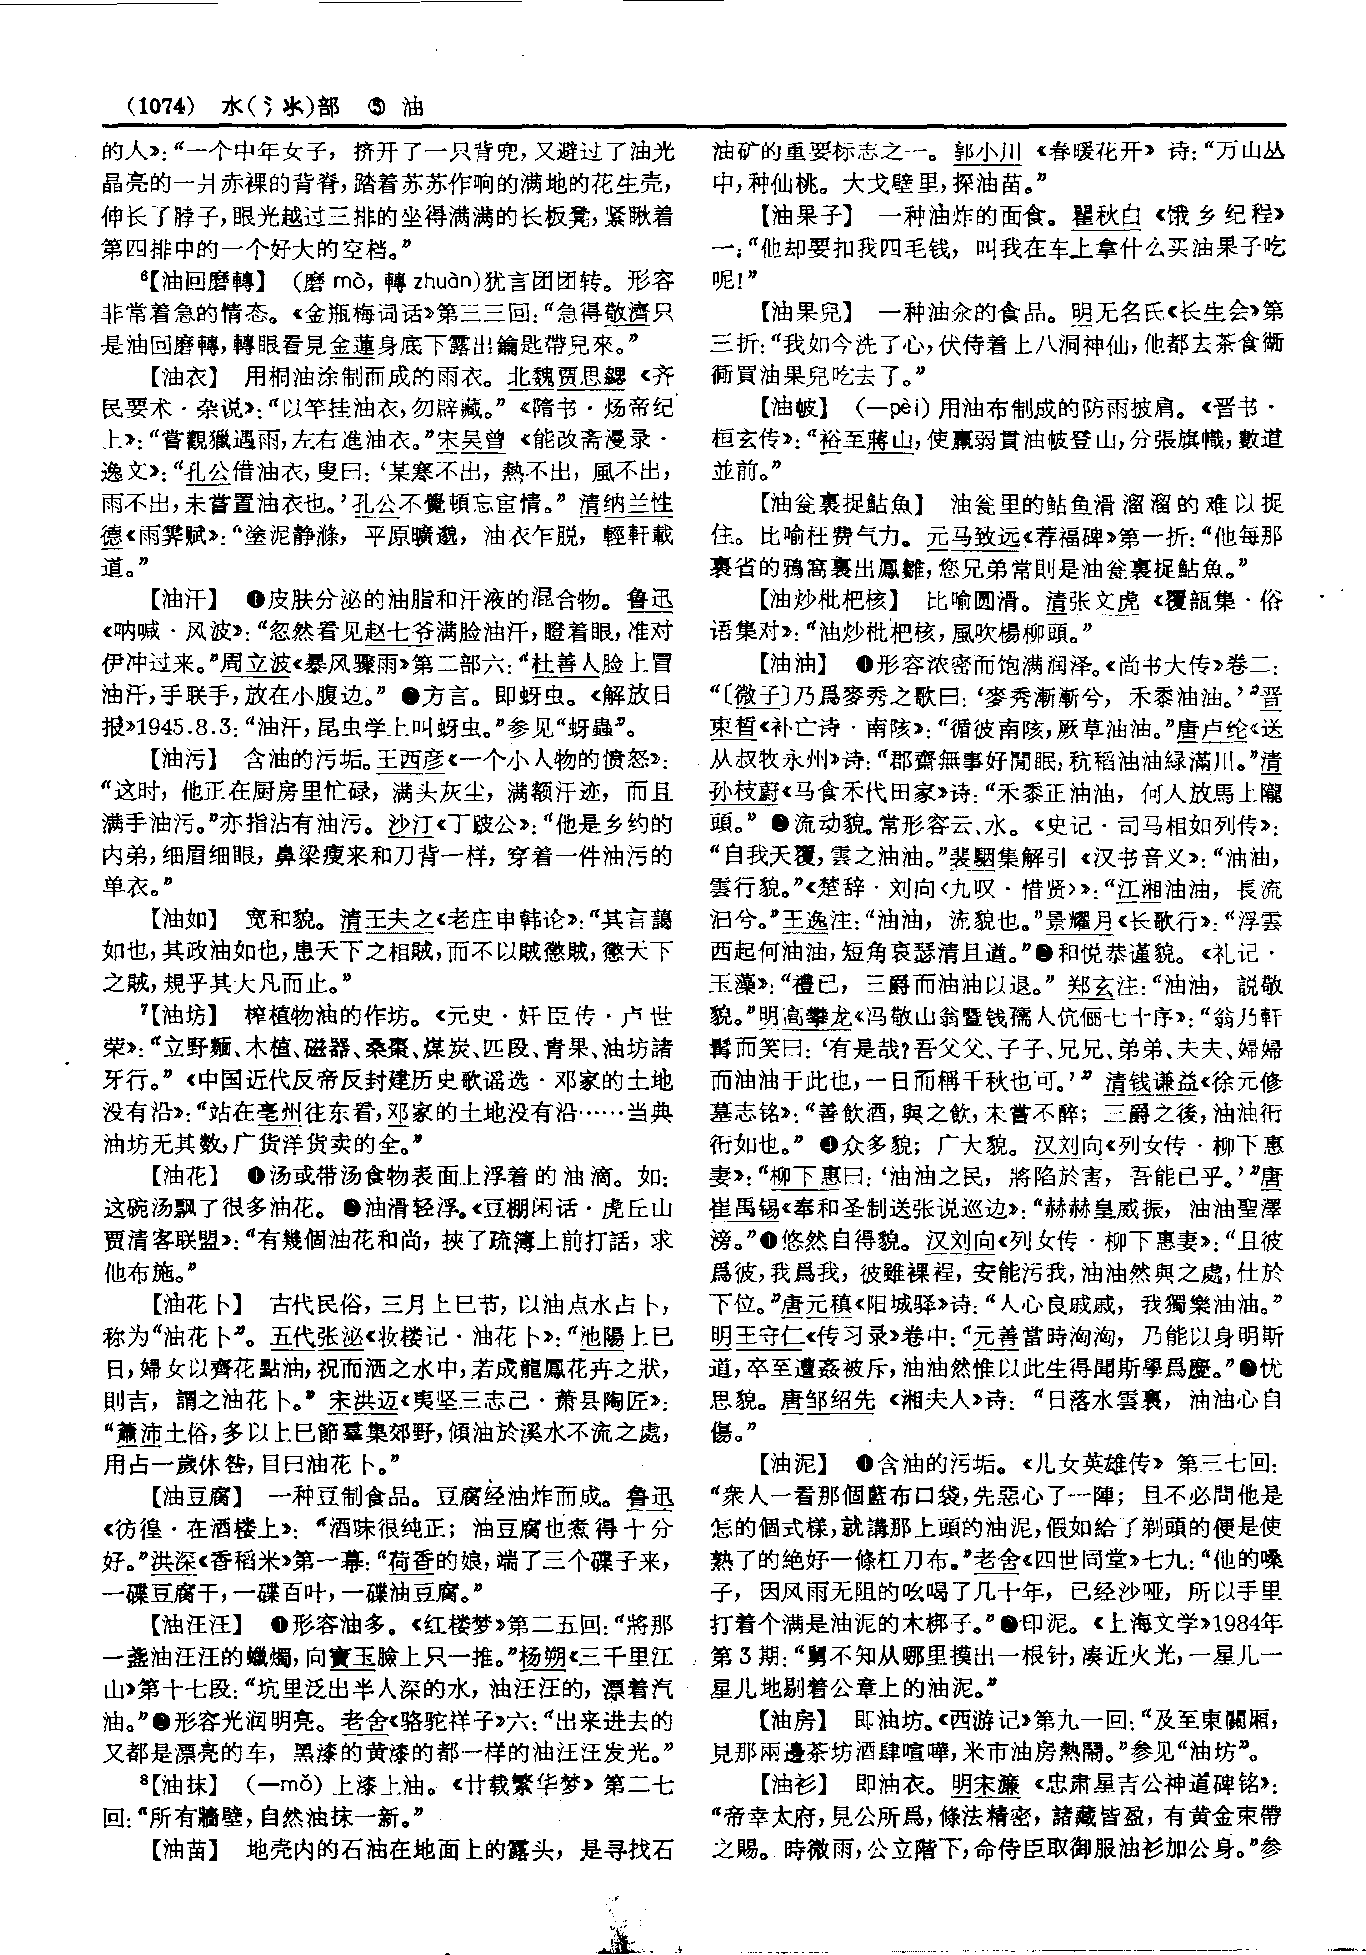 (1074) 水(氵氺)部 ⑤ 油
的人》：“一个中年女子，挤开了一只背兜，又避过了油光
晶亮的一爿赤裸的背脊，踏着苏苏作响的满地的花生壳，
伸长了脖子，眼光越过三排的坐得满满的长板凳，紧瞅着
第四排中的一个好大的空档。”
⁶【油回磨轉】 (磨 mò，轉 zhuàn)犹言团团转。形容
非常着急的情态。《金瓶梅词话》第三三回：“急得敬濟只
是油回磨轉，轉眼看見金蓮身底下露出鑰匙帶兒來。”
【油衣】 用桐油涂制而成的雨衣。北魏贾思勰《齐
民要术·杂说》：“以竿挂油衣，勿辟藏。”《隋书·炀帝纪
上》：“嘗觀獵遇雨，左右進油衣。”宋吴曾《能改斋漫录·
逸文》：“孔公借油衣，叟曰：‘某寒不出，熱不出，風不出，
雨不出，未嘗置油衣也。’孔公不覺頓忘宦情。”清纳兰性
德《雨霁赋》：“塗泥静滌，平原曠邈，油衣乍脱，輕軒載
道。”
【油汗】 ❶皮肤分泌的油脂和汗液的混合物。鲁迅
《呐喊·风波》：“忽然看见赵七爷满脸油汗，瞪着眼，准对
伊冲过来。”周立波《暴风骤雨》第二部六：“杜善人脸上冒
油汗，手联手，放在小腹边。” ❷方言。即蚜虫。《解放日
报》1945.8.3：“油汗，昆虫学上叫蚜虫。”参见“蚜蟲”。
【油污】 含油的污垢。王西彦《一个小人物的愤怒》：
“这时，他正在厨房里忙碌，满头灰尘，满额汗迹，而且
满手油污。”亦指沾有油污。沙汀《丁跛公》：“他是乡约的
内弟，细眉细眼，鼻梁瘦来和刀背一样，穿着一件油污的
单衣。”
【油如】 宽和貌。清王夫之《老庄申韩论》：“其言藹
如也，其政油如也，患天下之相贼，而不以賊懲賊，懲天下
之賊，規乎其大凡而止。”
⁷【油坊】 榨植物油的作坊。《元史·奸臣传·卢世
荣》：“立野麵、木植、磁器、桑棗、煤炭、匹段、青果、油坊諸
牙行。”《中国近代反帝反封建历史歌谣选·邓家的土地
没有沿》：“站在亳州往东看，邓家的土地没有沿……当典
油坊无其数，广货洋货卖的全。”
【油花】 ❶汤或带汤食物表面上浮着的油滴。如：
这碗汤飘了很多油花。 ❷油滑轻浮。《豆棚闲话·虎丘山
贾清客联盟》：“有幾個油花和尚，挾了疏簿上前打話，求
他布施。”
【油花卜】 古代民俗，三月上巳节，以油点水占卜，
称为“油花卜”。五代张泌《妆楼记·油花卜》：“池陽上巳
日，婦女以薺花點油，祝而洒之水中，若成龍鳳花卉之狀，
則吉，謂之油花卜。”宋洪迈《夷坚三志己·萧县陶匠》：
“蕭沛土俗，多以上巳節羣集郊野，傾油於溪水不流之處，
用占一歲休咎，目曰油花卜。”
【油豆腐】 一种豆制食品。豆腐经油炸而成。鲁迅
《彷徨·在酒楼上》：“酒味很纯正；油豆腐也煮得十分
好。”洪深《香稻米》第一幕：“荷香的娘，端了三个碟子来，
一碟豆腐干，一碟百叶，一碟油豆腐。”
【油汪汪】 ❶形容油多。《红楼梦》第二五回：“將那
一盞油汪汪的蠟燭，向寶玉臉上只一推。”杨朔《三千里江
山》第十七段：“坑里泛出半人深的水，油汪汪的，漂着汽
油。”❷形容光润明亮。老舍《骆驼祥子》六：“出来进去的
又都是漂亮的车，黑漆的黄漆的都一样的油汪汪发光。”
⁸【油抹】 (—mǒ) 上漆上油。《廿载繁华梦》第二七
回：“所有牆壁，自然油抹一新。”
【油苗】 地壳内的石油在地面上的露头，是寻找石
油矿的重要标志之一。郭小川《春暖花开》诗：“万山丛
中，种仙桃。大戈壁里，探油苗。”
【油果子】 一种油炸的面食。瞿秋白《饿乡纪程》
一：“他却要扣我四毛钱，叫我在车上拿什么买油果子吃
呢！”
【油果兒】 一种油汆的食品。明无名氏《长生会》第
三折：“我如今洗了心，伏侍着上八洞神仙，他都去茶食衚
衕買油果兒吃去了。”
【油帔】 (—pèi) 用油布制成的防雨披肩。《晋书·
桓玄传》：“裕至蔣山，使羸弱貫油帔登山，分張旗幟，數道
並前。”
【油瓮裏捉鮎魚】 油瓮里的鲇鱼滑溜溜的难以捉
住。比喻枉费气力。元马致远《荐福碑》第一折：“他每那
裏省的鴉窩裏出鳳雛，您兄弟常則是油瓮裏捉鮎魚。”
【油炒枇杷核】 比喻圆滑。清张文虎《覆瓿集·俗
语集对》：“油炒枇杷核，風吹楊柳頭。”
【油油】 ❶形容浓密而饱满润泽。《尚书大传》卷二：
“〔微子〕乃爲麥秀之歌曰：‘麥秀漸漸兮，禾黍油油。’”晋
束皙《补亡诗·南陔》：“循彼南陔，厥草油油。”唐卢纶《送
从叔牧永州》诗：“郡齋無事好閒眠，秔稻油油緑滿川。”清
孙枝蔚《马食禾代田家》诗：“禾黍正油油，何人放馬上隴
頭。” ❷流动貌。常形容云、水。《史记·司马相如列传》：
“自我天覆，雲之油油。”裴駰集解引《汉书音义》：“油油，
雲行貌。”《楚辞·刘向〈九叹·惜贤〉》：“江湘油油，長流
汩兮。”王逸注：“油油，流貌也。”景耀月《长歌行》：“浮雲
西起何油油，短角哀瑟清且遒。”❸和悦恭谨貌。《礼记·
玉藻》：“禮已，三爵而油油以退。”郑玄注：“油油，説敬
貌。”明高攀龙《冯敬山翁暨钱孺人伉俪七十序》：“翁乃軒
髯而笑曰：‘有是哉？吾父父、子子、兄兄、弟弟、夫夫、婦婦
而油油于此也，一日而稱千秋也可。’”清钱谦益《徐元修
墓志铭》：“善飲酒，與之飲，未嘗不醉；三爵之後，油油衎
衎如也。” ❹众多貌；广大貌。汉刘向《列女传·柳下惠
妻》：“柳下惠曰：‘油油之民，將陷於害，吾能已乎。’”唐
崔禹锡《奉和圣制送张说巡边》：“赫赫皇威振，油油聖澤
滂。”❺悠然自得貌。汉刘向《列女传·柳下惠妻》：“且彼
爲彼，我爲我，彼雖裸裎，安能污我，油油然與之處，仕於
下位。”唐元稹《阳城驿》诗：“人心良戚戚，我獨樂油油。”
明王守仁《传习录》卷中：“元善當時洶洶，乃能以身明斯
道，卒至遭姦被斥，油油然惟以此生得聞斯學爲慶。”❻忧
思貌。唐邹绍先《湘夫人》诗：“日落水雲裏，油油心自
傷。”
【油泥】 ❶含油的污垢。《儿女英雄传》第三七回：
“衆人一看那個藍布口袋，先惡心了一陣；且不必問他是
怎的個式樣，就講那上頭的油泥，假如給了剃頭的便是使
熟了的絶好一條杠刀布。”老舍《四世同堂》七九：“他的嗓
子，因风雨无阻的吆喝了几十年，已经沙哑，所以手里
打着个满是油泥的木梆子。”❷印泥。《上海文学》1984年
第3期：“舅不知从哪里摸出一根针，凑近火光，一星儿一
星儿地剔着公章上的油泥。”
【油房】 即油坊。《西游记》第九一回：“及至東關厢，
見那兩邊茶坊酒肆喧嘩，米市油房熱鬧。”参见“油坊”。
【油衫】 即油衣。明宋濂《忠肃星吉公神道碑铭》：
“帝幸太府，見公所爲，條法精密，諸藏皆盈，有黄金束帶
之賜。時微雨，公立階下，命侍臣取御服油衫加公身。”参